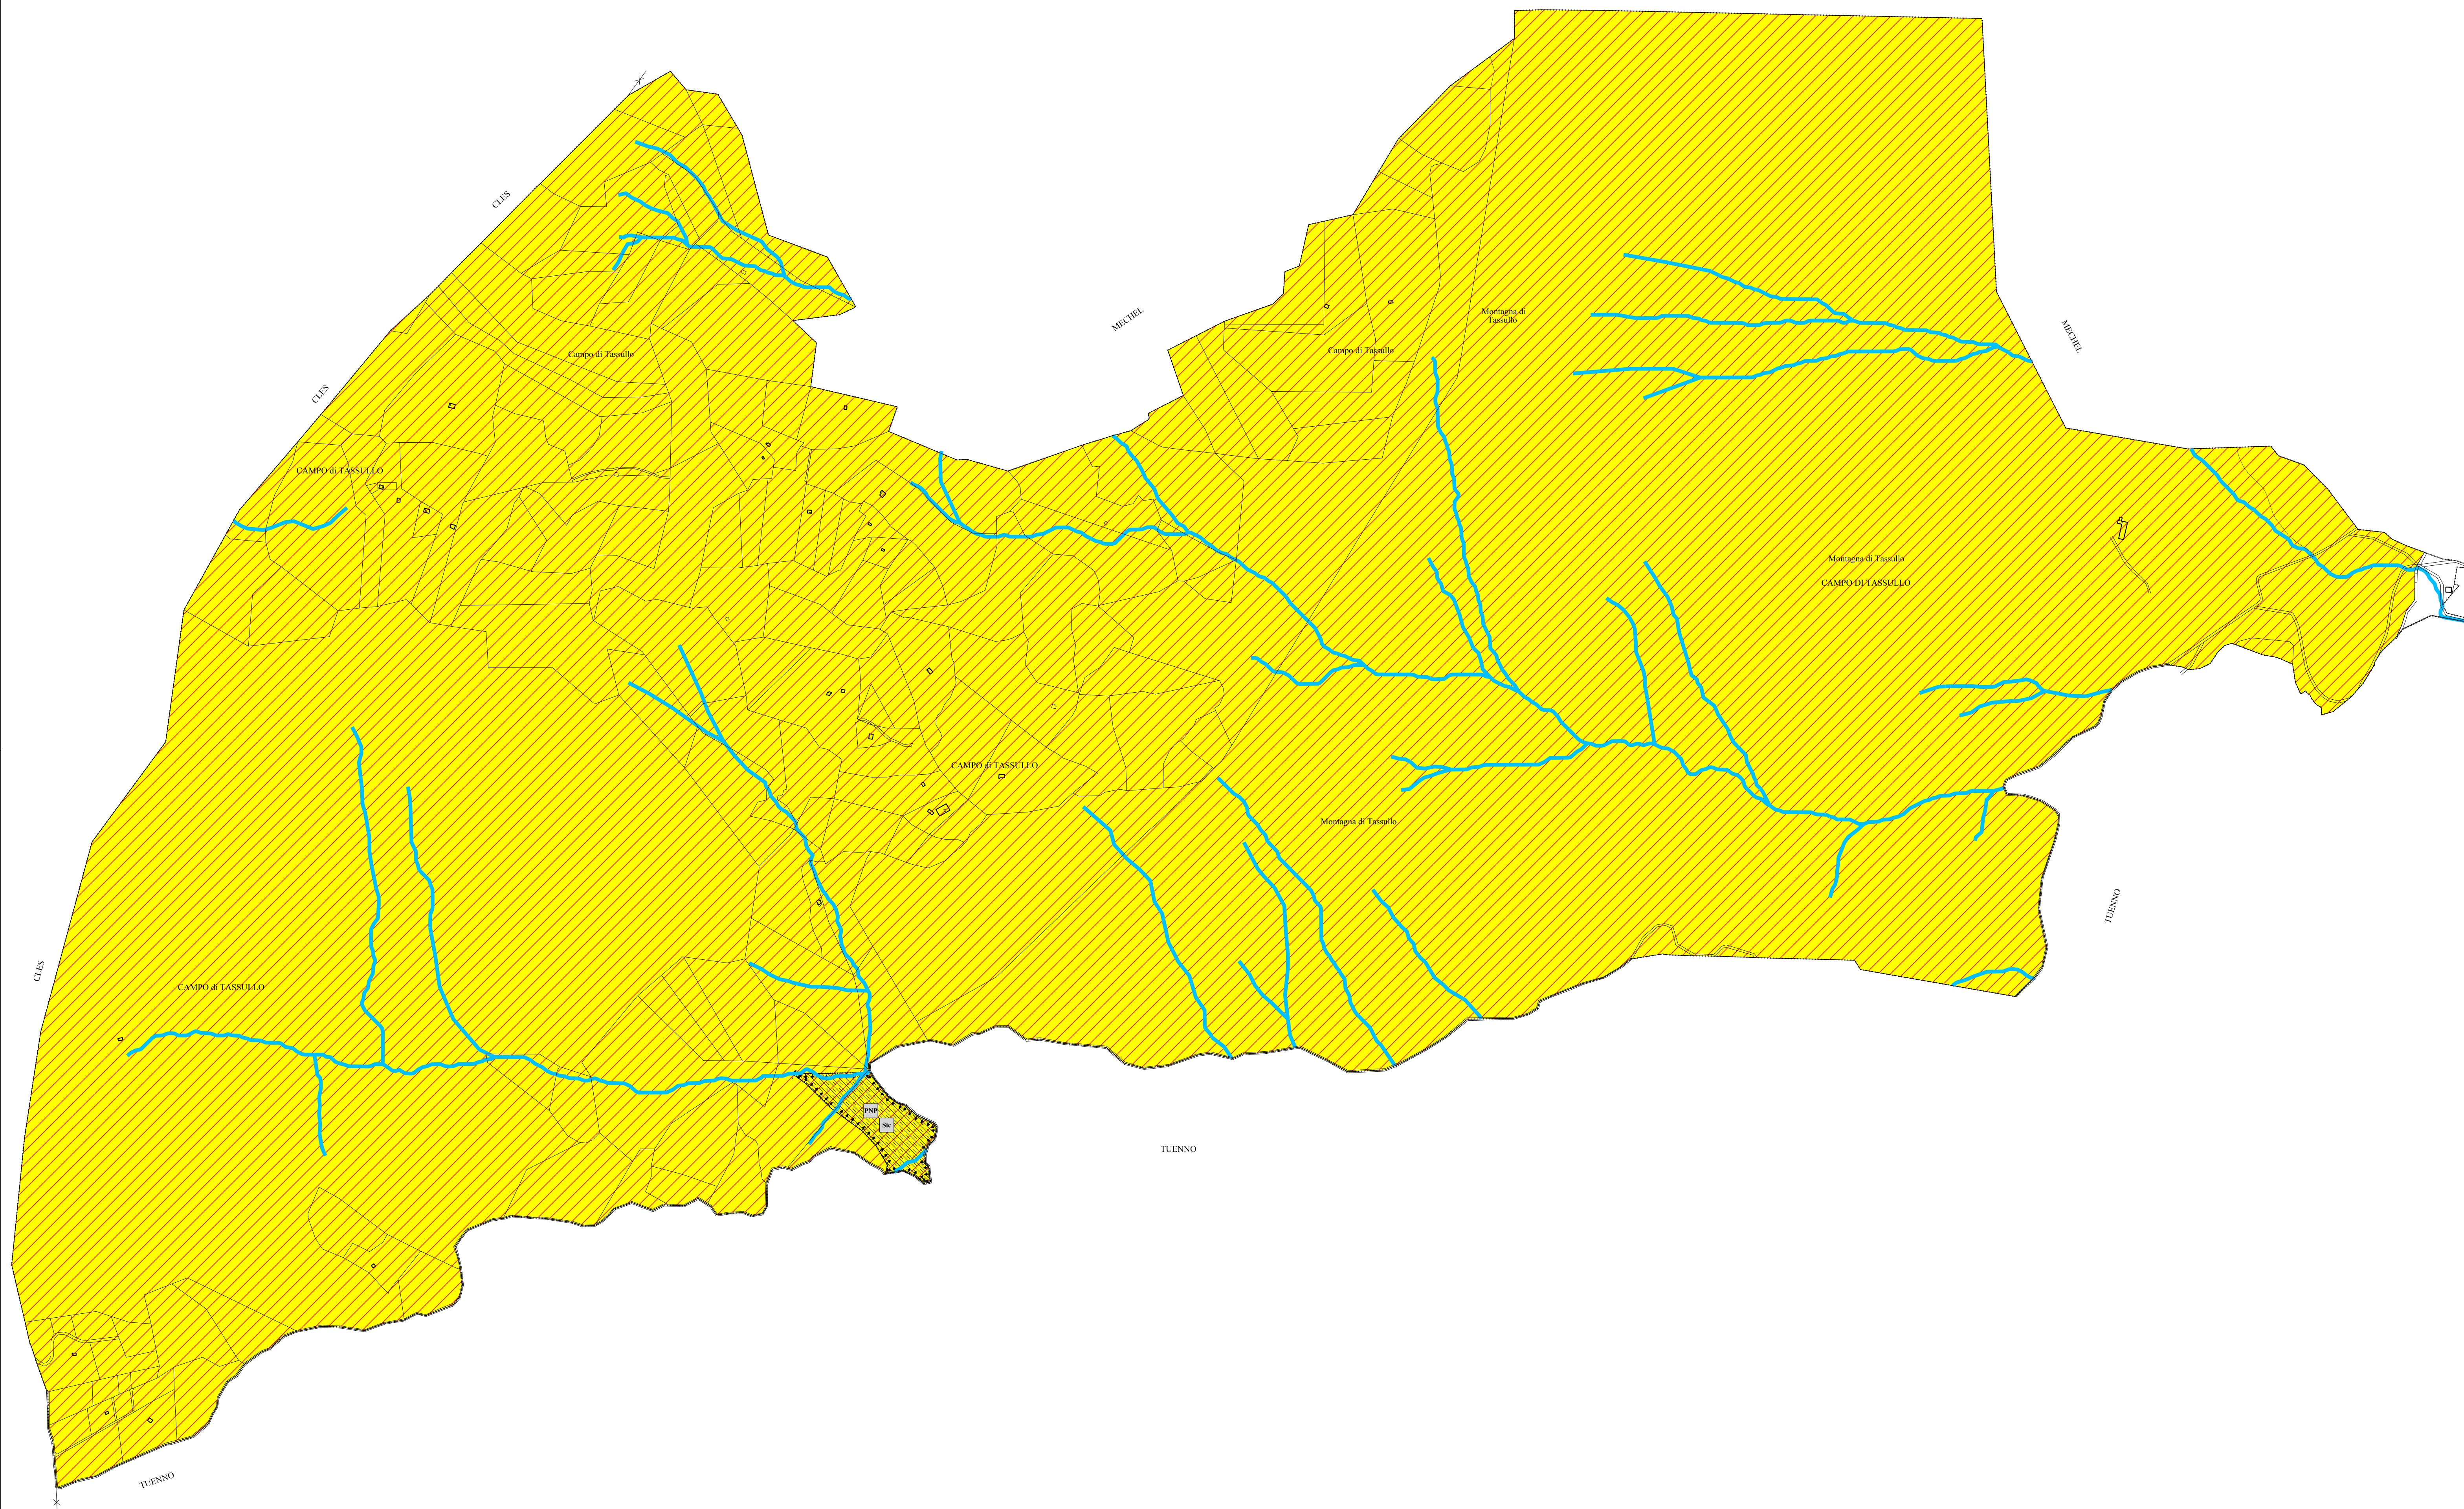 CLES
MECHEL
Montagna di
Tassullo
MECHEL
Campo di Tassullo
Campo di Tassullo
CLES
CAMPO di TASSULLO
Montagna di Tassullo
CAMPO DI TASSULLO
CAMPO di TASSULLO
Montagna di Tassullo
TUENNO
CLES
CAMPO di TASSULLO
PNP
Sic
TUENNO
TUENNO